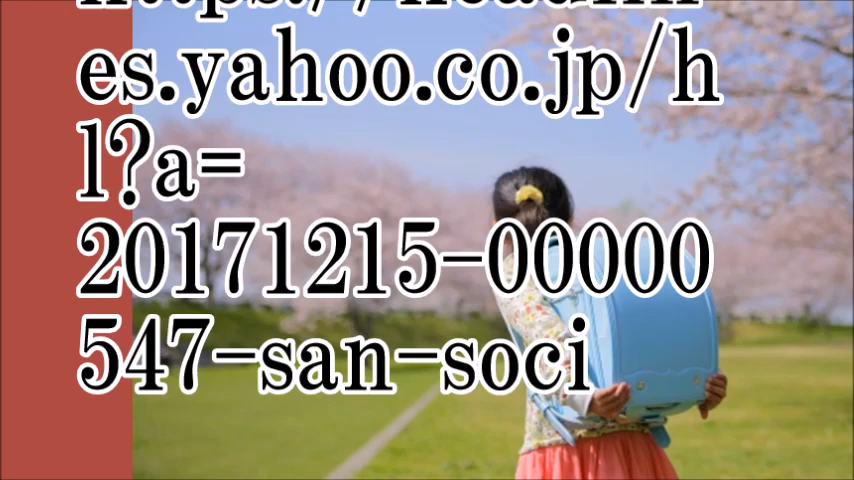 es.yahoo.co.jp/h
l?a=
20171215-00000
547-san-soci